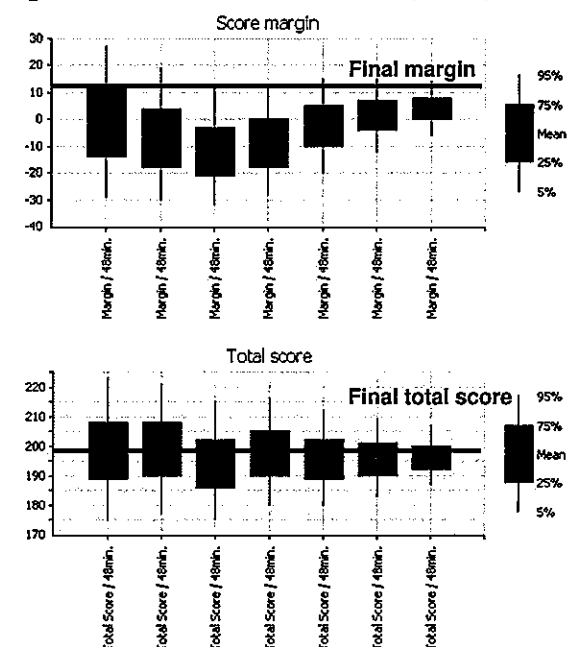 Score margin
30
20
10
0
-10
-20
-30
-40
Final margin
95%
75%
Mean
25%
5%
Margin / 48min.
Margin / 48min.
Margin / 48min.
Margin / 48min.
Margin / 48min.
Margin / 48min.
Margin / 48min.
Total score
220
210
200
190
180
170
Final total score
95%
75%
Mean
25%
5%
Total Score / 48min.
Total Score / 48min.
Total Score / 48min.
Total Score / 48min.
Total Score / 48min.
Total Score / 48min.
Total Score / 48min.